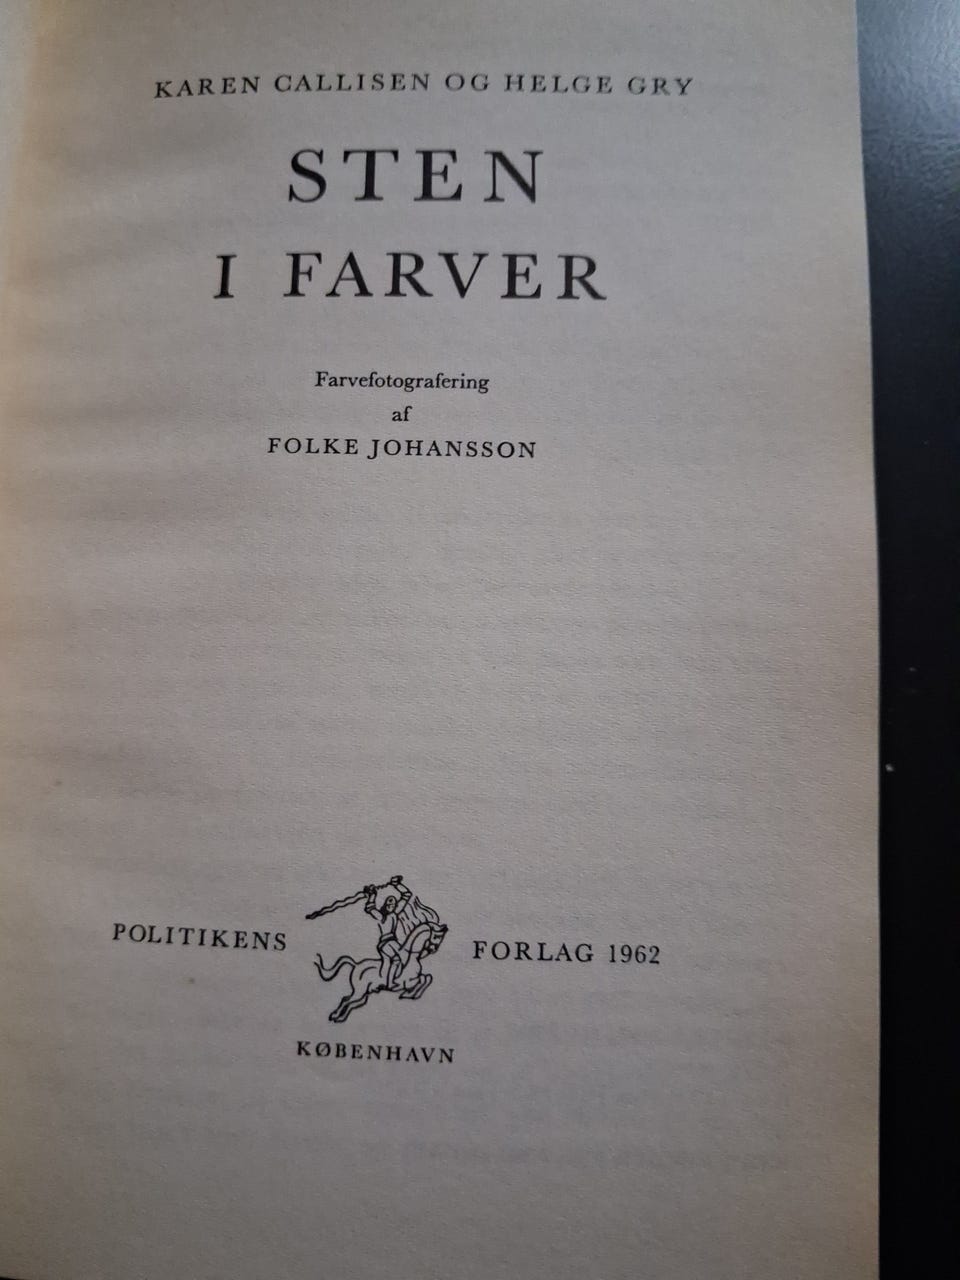 KAREN CALLISEN OG HELGE GRY
STEN
I FARVER
Farvefotografering
af
FOLKE JOHANSSON
POLITIKENS FORLAG 1962
KØBENHAVN